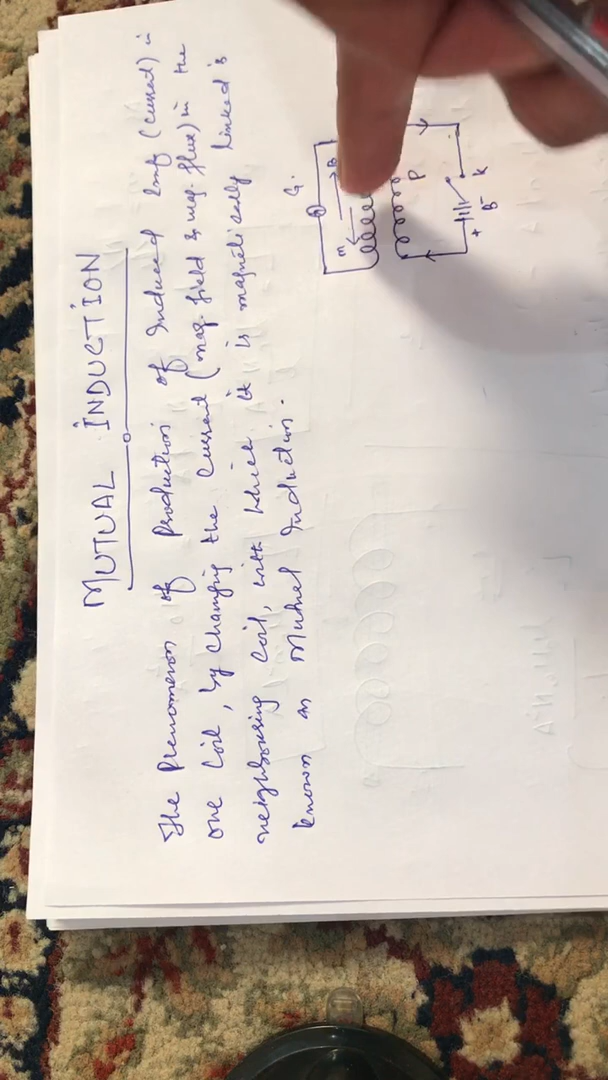 MUTUAL INDUCTION
The Phenomenon of Production of Induced emf (current) in
one Coil, by changing the current (mag. field & mag. flux) in the
neighbouring Coil, with which it is magnetically linked is
known as Mutual Induction.
G.
m
P
+ B -
K